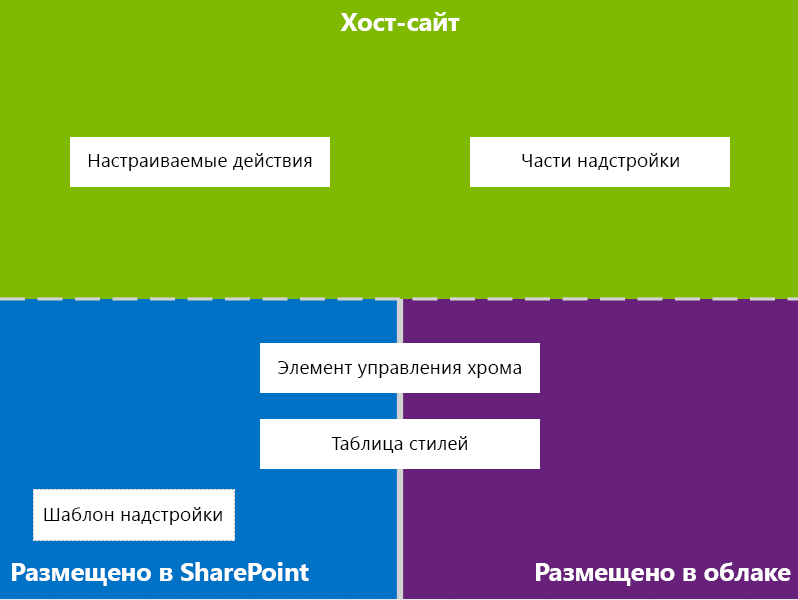 Хост-сайт
Настраиваемые действия
Части надстройки
Элемент управления хрома
Таблица стилей
Шаблон надстройки
Размещено в SharePoint
Размещено в облаке